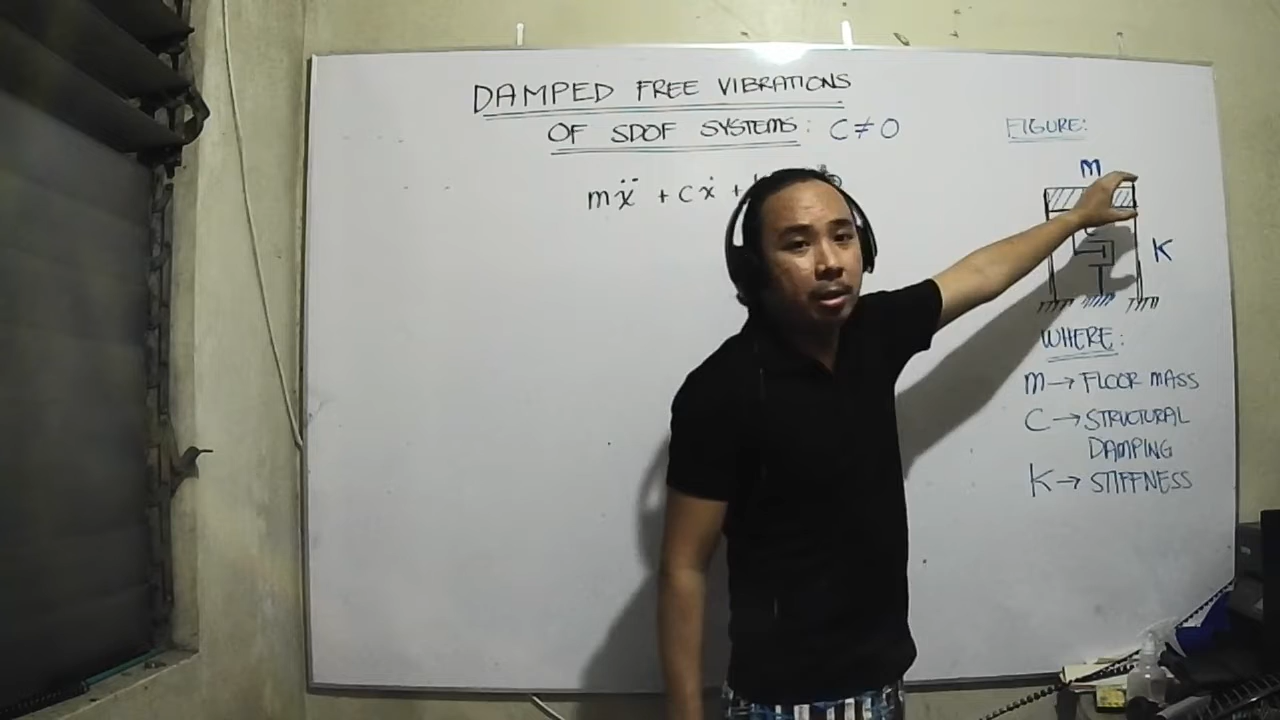 DAMPED FREE VIBRATIONS
OF SDOF SYSTEMS: C≠0
mẍ + cẋ +
FIGURE:
m
K
WHERE:
m→ FLOOR MASS
C→ STRUCTURAL
DAMPING
K→ STIFFNESS